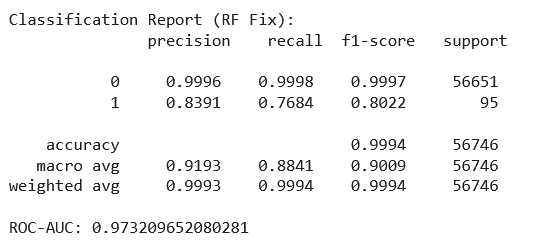 Classification Report (RF Fix):
precision recall f1-score support
0 0.9996 0.9998 0.9997 56651
1 0.8391 0.7684 0.8022 95
accuracy 0.9994 56746
macro avg 0.9193 0.8841 0.9009 56746
weighted avg 0.9993 0.9994 0.9994 56746
ROC-AUC: 0.973209652080281